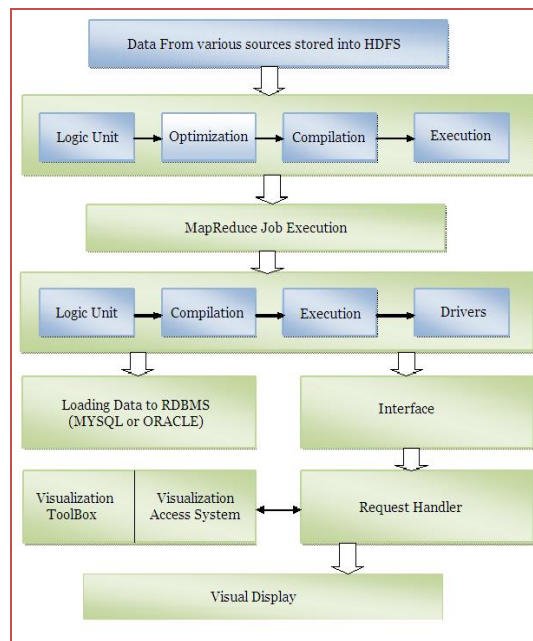 Data From various sources stored into HDFS
Logic Unit
Optimization
Compilation
Execution
MapReduce Job Execution
Logic Unit
Compilation
Execution
Drivers
Loading Data to RDBMS
(MYSQL or ORACLE)
Interface
Visualization
ToolBox
Visualization
Access System
Request Handler
Visual Display